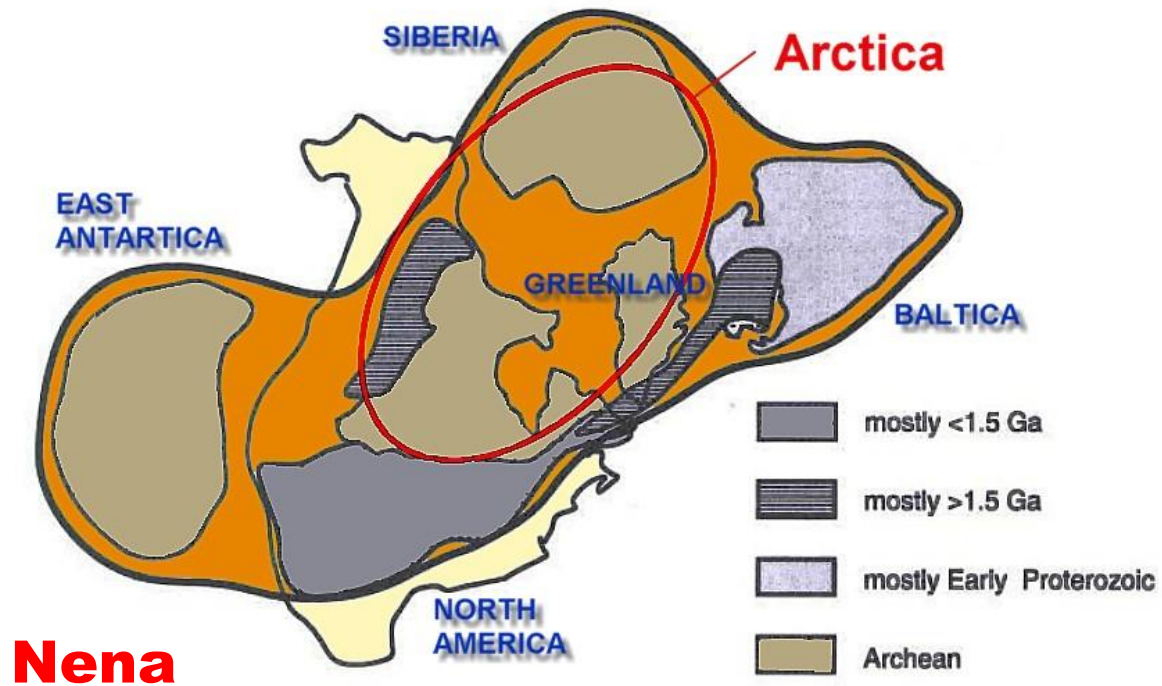 SIBERIA
Arctica
EAST
ANTARTICA
GREENLAND
BALTICA
mostly <1.5 Ga
mostly >1.5 Ga
mostly Early Proterozoic
NORTH
AMERICA
Archean
Nena